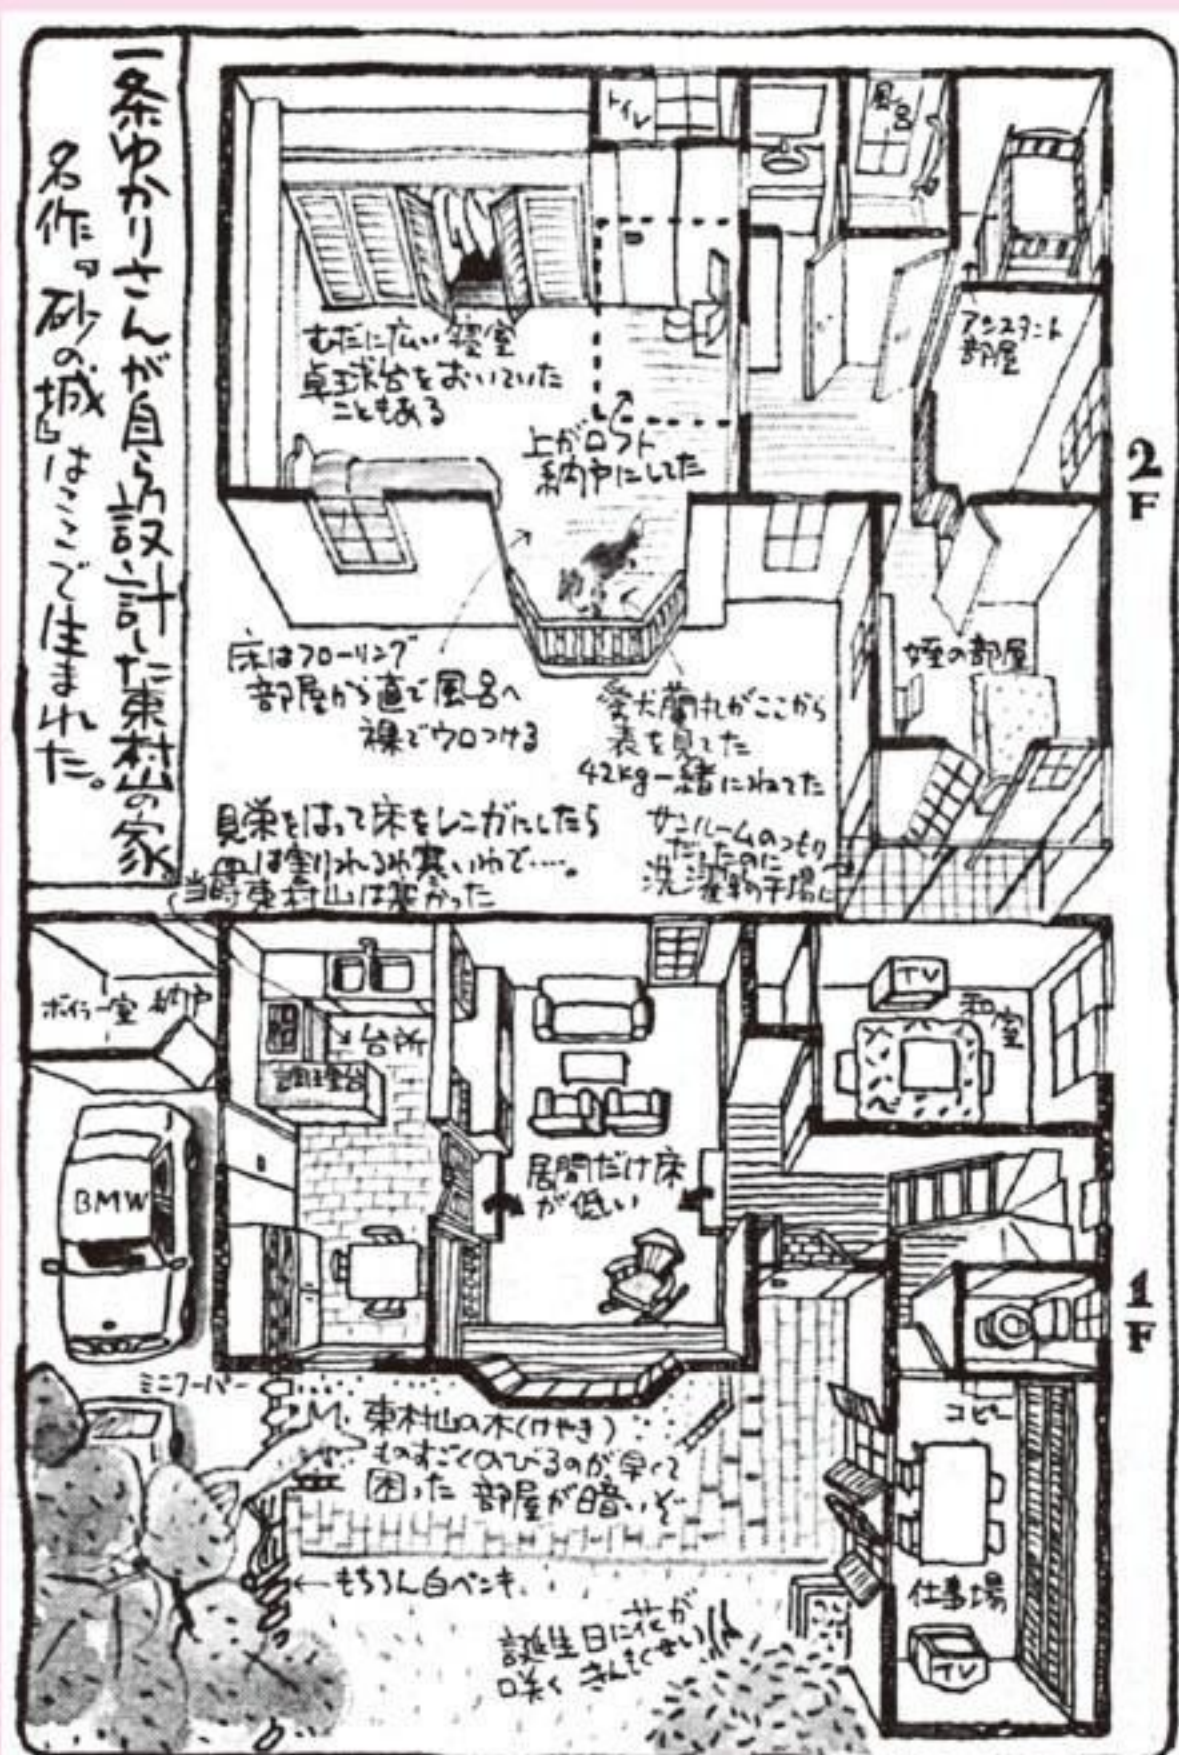 一条ゆかりさんが自ら設計した東村山の家。
名作『砂の城』はここで生まれた。
2F
トイレ
風呂
アシスタント
部屋
むだに広い寝室
卓球台をおいていた
こともある
上がロフト
納戸にしてた
床はフローリング
部屋から直で風呂へ
裸でウロつける
愛犬蘭丸がここから
表を見てた
42kg一緒にねてた
姪の部屋
見栄をはって床をレンガにしたら
皿は割れるわ寒いわで……。
当時東村山は寒かった
サンルームのつもり
だったのに
洗濯物の干場に
1F
ボイラー室
納戸
台所
調理台
TV
和室
BMW
居間だけ床
が低い
ミニクーパー
東村山の木(けやき)
ものすごくのびるのが早くて
困った 部屋が暗いぞ
コピー
←もちろん白ペンキ
仕事場
誕生日に花が
咲く きんもくせい
TV